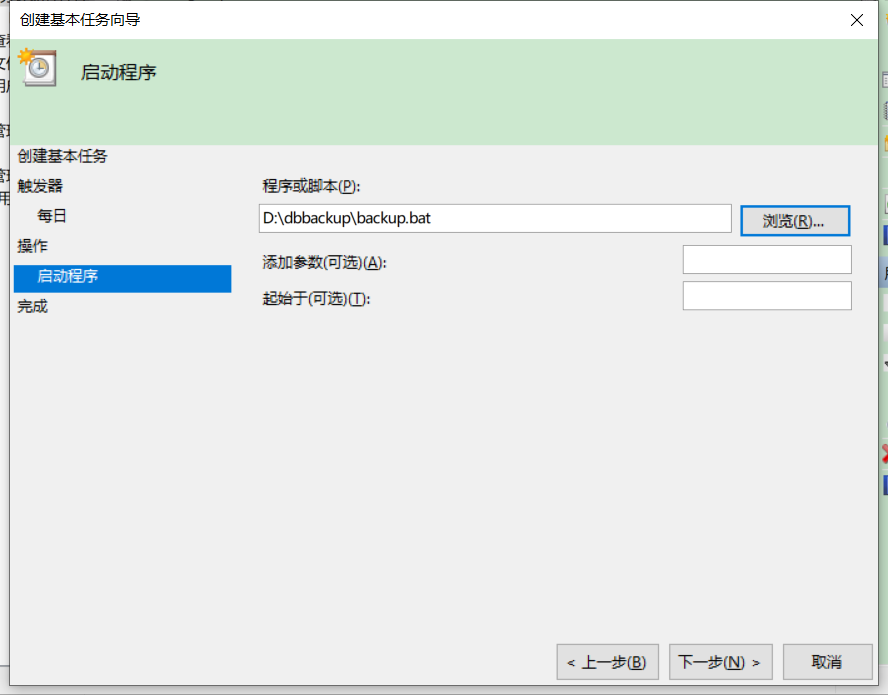 创建基本任务向导
启动程序
创建基本任务
触发器
每日
操作
启动程序
完成
程序或脚本(P):
D:\dbbackup\backup.bat
浏览(R)...
添加参数(可选)(A):
起始于(可选)(T):
< 上一步(B)
下一步(N) >
取消